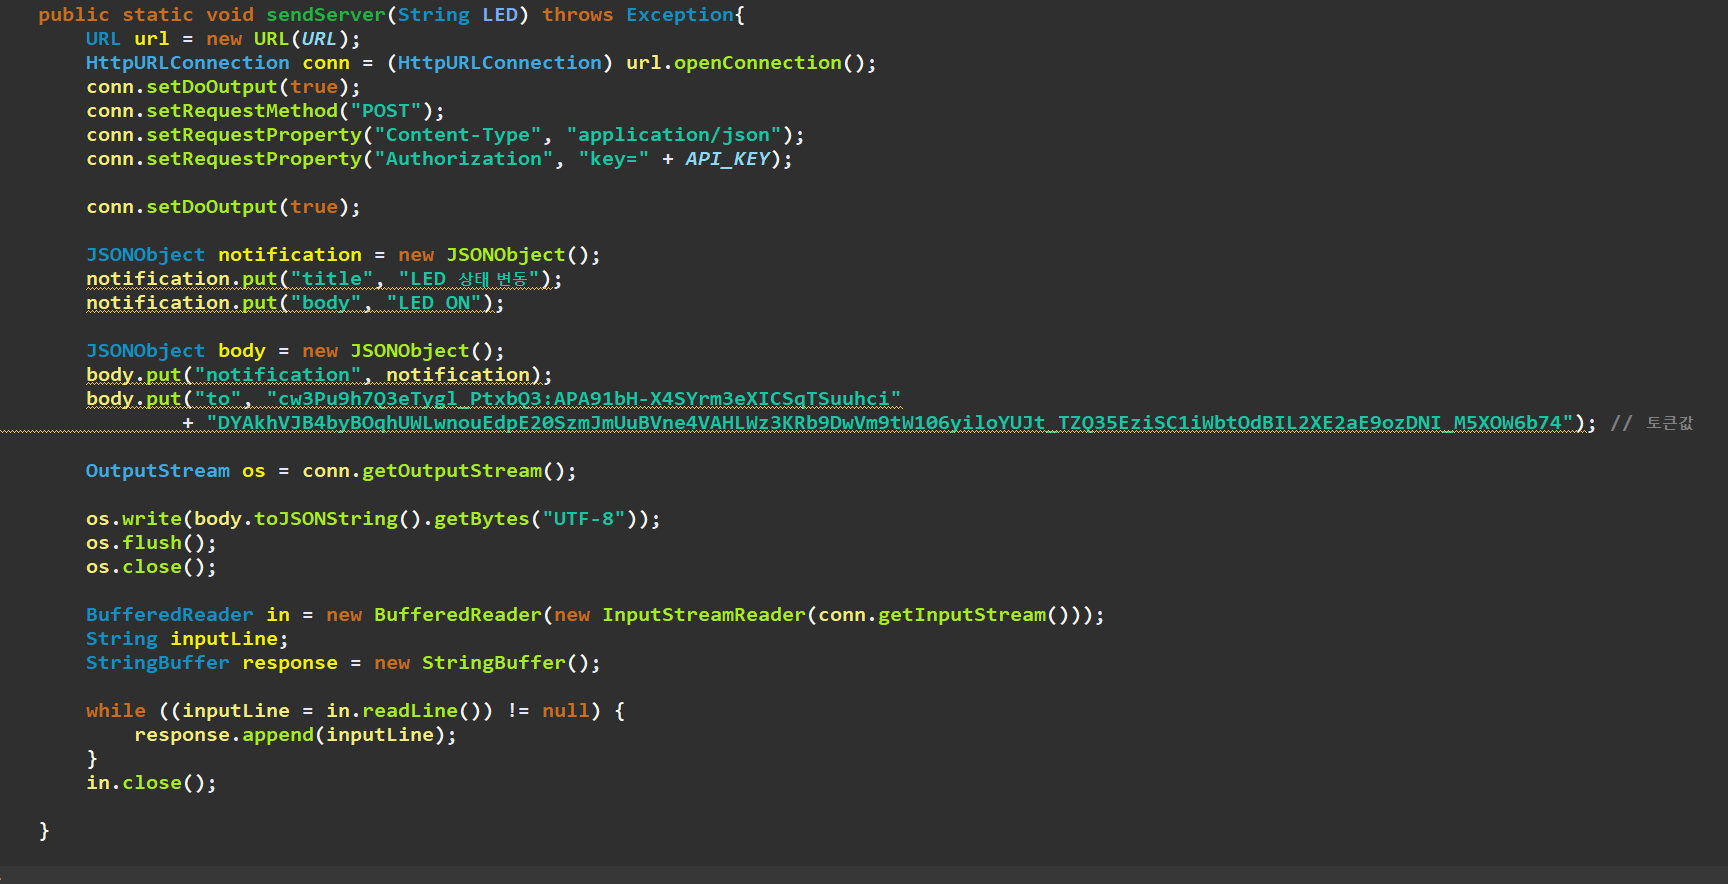 public static void sendServer(String LED) throws Exception{
URL url = new URL(URL);
HttpURLConnection conn = (HttpURLConnection) url.openConnection();
conn.setDoOutput(true);
conn.setRequestMethod("POST");
conn.setRequestProperty("Content-Type", "application/json");
conn.setRequestProperty("Authorization", "key=" + API_KEY);
conn.setDoOutput(true);
JSONObject notification = new JSONObject();
notification.put("title", "LED 상태 변동");
notification.put("body", "LED ON");
JSONObject body = new JSONObject();
body.put("notification", notification);
body.put("to", "cw3Pu9h7Q3eTygl_PtxbQ3:APA91bH-X4SYrm3eXICSqTSuuhci"
+ "DYAkhVJB4byBOqhUWLwnouEdpE20SzmJmUuBVne4VAHLWz3KRb9DwVm9tW106yiloYUJt_TZQ35EziSC1iWbtOdBIL2XE2aE9ozDNI_M5XOW6b74"); // 토큰값
OutputStream os = conn.getOutputStream();
os.write(body.toJSONString().getBytes("UTF-8"));
os.flush();
os.close();
BufferedReader in = new BufferedReader(new InputStreamReader(conn.getInputStream()));
String inputLine;
StringBuffer response = new StringBuffer();
while ((inputLine = in.readLine()) != null) {
response.append(inputLine);
}
in.close();
}